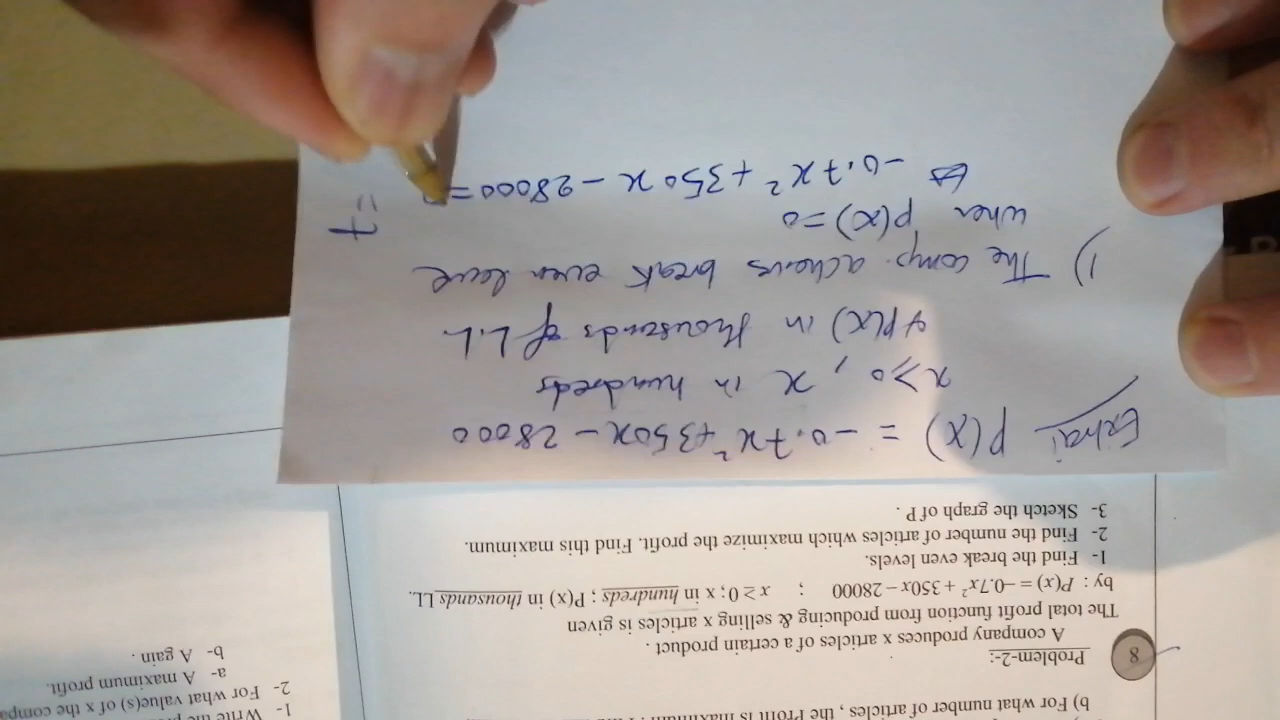 b) For what number of articles , the Profit is maximum
8
Problem-2-:
A company produces x articles of a certain product .
The total profit function from producing & selling x articles is given
by : P(x) = –0.7x² + 350x – 28000 ; x ≥ 0 ; x in hundreds ; P(x) in thousands LL.
1- Find the break even levels.
2- Find the number of articles which maximize the profit. Find this maximum.
3- Sketch the graph of P .
1- Write the
2- For what value(s) of x the compa
a- A maximum profit.
b- A gain .
P(x) = -0.7x² + 350x - 28000
x ≥ 0 , x in hundreds
& P(x) in thousands of L.L.
1) The comp. acheivs break even level
when P(x) = 0
-0.7x² + 350x - 28000 =